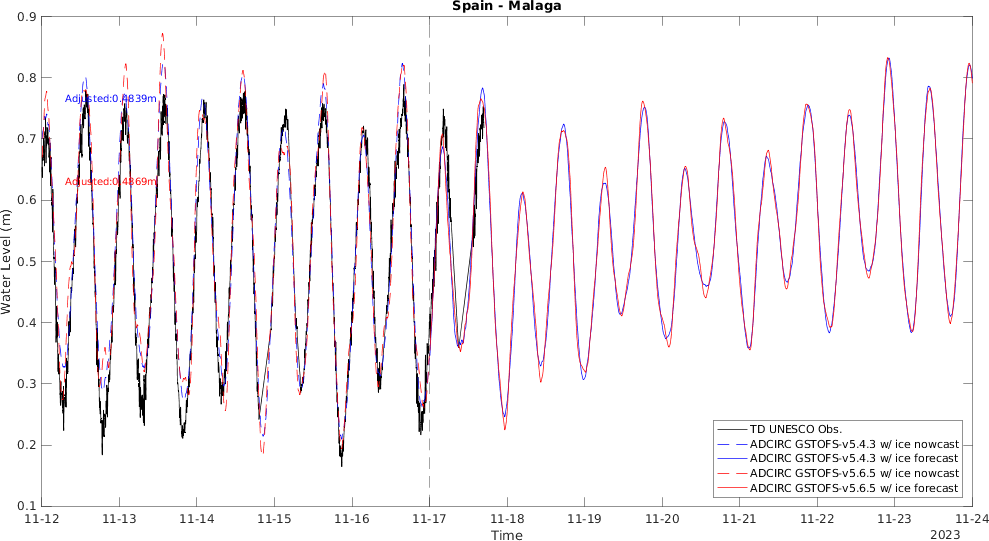 Spain - Malaga
0.9
0.8
0.7
0.6
0.5
0.4
0.3
0.2
0.1
Water Level (m)
Adjusted:0.4839m
Adjusted:0.4869m
TD UNESCO Obs.
ADCIRC GSTOFS-v5.4.3 w/ ice nowcast
ADCIRC GSTOFS-v5.4.3 w/ ice forecast
ADCIRC GSTOFS-v5.6.5 w/ ice nowcast
ADCIRC GSTOFS-v5.6.5 w/ ice forecast
11-12 11-13 11-14 11-15 11-16 11-17 11-18 11-19 11-20 11-21 11-22 11-23 11-24
Time
2023